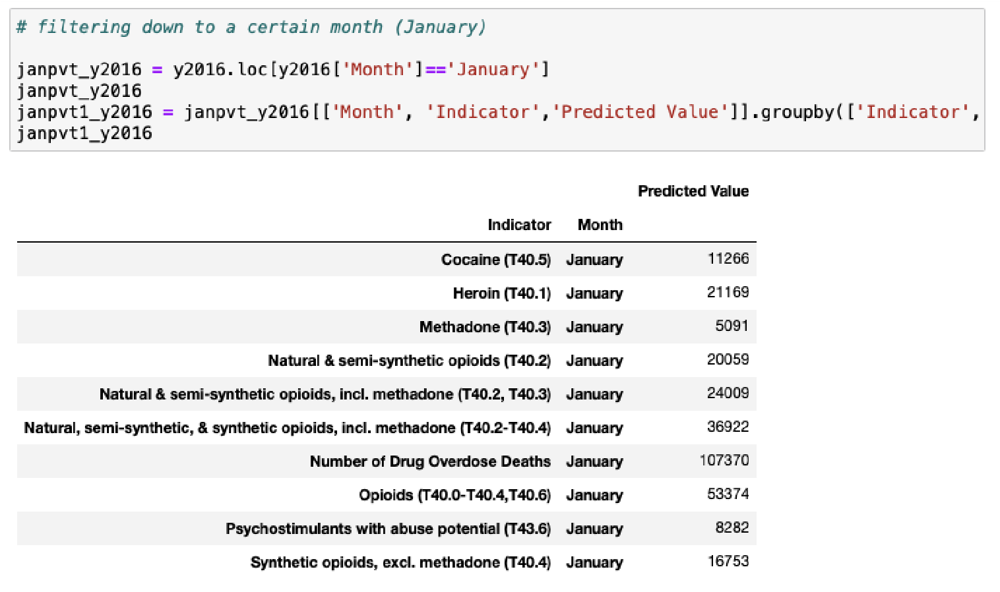 # filtering down to a certain month (January)
janpvt_y2016 = y2016.loc[y2016['Month']=='January']
janpvt_y2016
janpvt1_y2016 = janpvt_y2016[['Month', 'Indicator','Predicted Value']].groupby(['Indicator',
janpvt1_y2016
Predicted Value
Indicator Month
Cocaine (T40.5) January 11266
Heroin (T40.1) January 21169
Methadone (T40.3) January 5091
Natural & semi-synthetic opioids (T40.2) January 20059
Natural & semi-synthetic opioids, incl. methadone (T40.2, T40.3) January 24009
Natural, semi-synthetic, & synthetic opioids, incl. methadone (T40.2-T40.4) January 36922
Number of Drug Overdose Deaths January 107370
Opioids (T40.0-T40.4,T40.6) January 53374
Psychostimulants with abuse potential (T43.6) January 8282
Synthetic opioids, excl. methadone (T40.4) January 16753